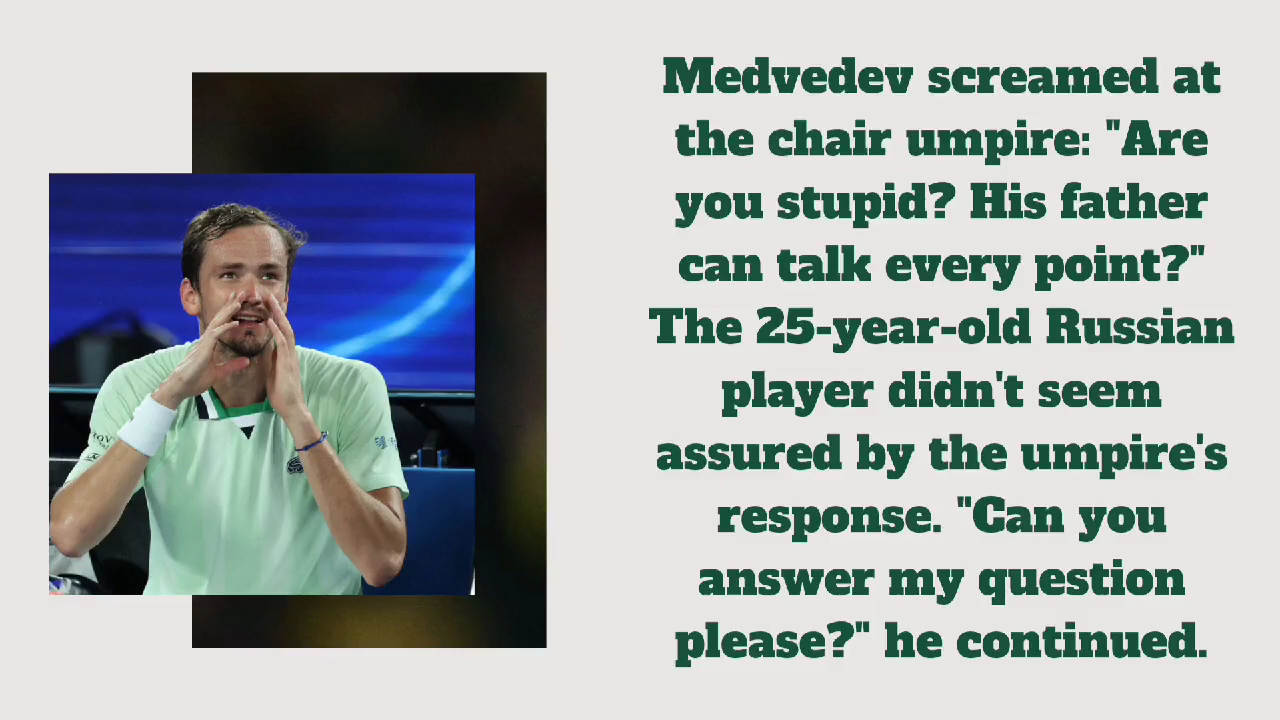 Medvedev screamed at
the chair umpire: "Are
you stupid? His father
can talk every point?"
The 25-year-old Russian
player didn't seem
assured by the umpire's
response. "Can you
answer my question
please?" he continued.